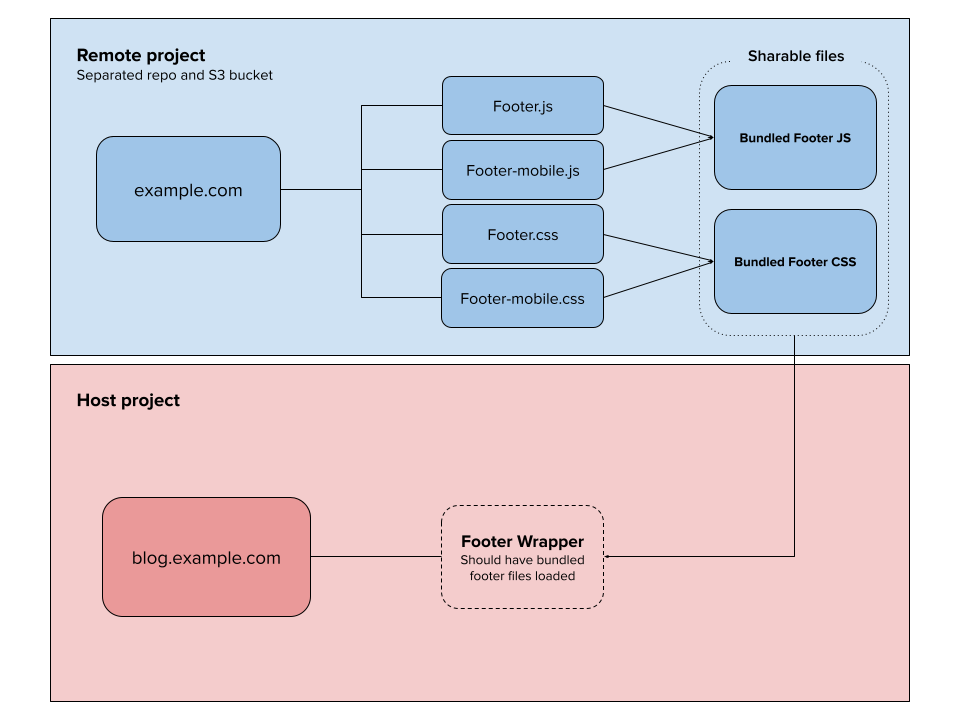 Remote project
Separated repo and S3 bucket
Sharable files
example.com
Footer.js
Footer-mobile.js
Footer.css
Footer-mobile.css
Bundled Footer JS
Bundled Footer CSS
Host project
blog.example.com
Footer Wrapper
Should have bundled
footer files loaded